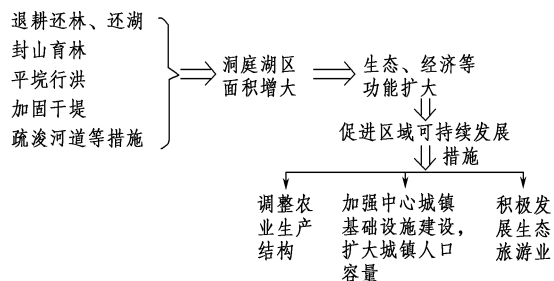 退耕还林、还湖
封山育林
平垸行洪
加固干堤
疏浚河道等措施
洞庭湖区
面积增大
生态、经济等
功能扩大
促进区域可持续发展
措施
调整农
业生产
结构
加强中心城镇
基础设施建设,
扩大城镇人口
容量
积极发
展生态
旅游业